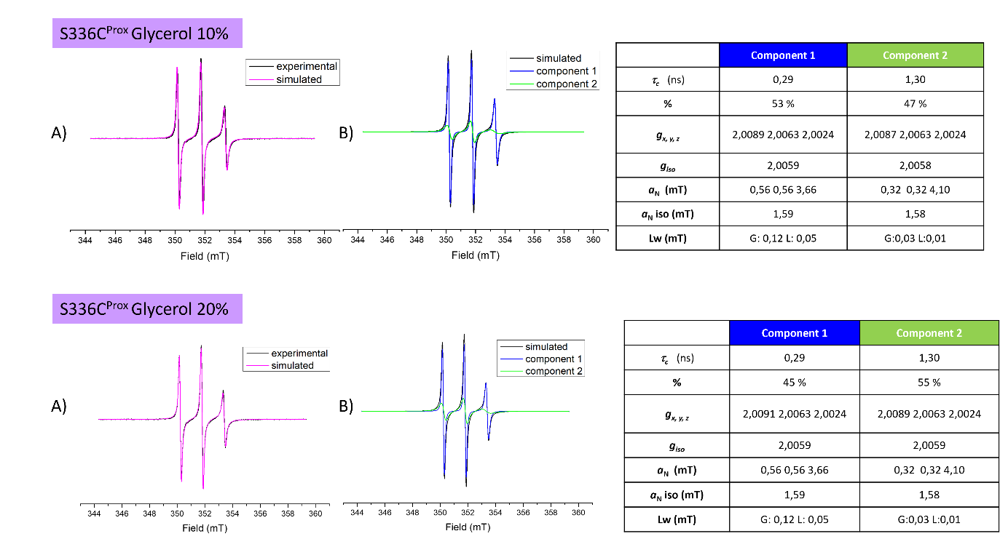 S336C^Prox Glycerol 10%
experimental
simulated
A)
344 346 348 350 352 354 356 358 360
Field (mT)
simulated
component 1
component 2
B)
344 346 348 350 352 354 356 358 360
Field (mT)
Component 1 Component 2
τc (ns) 0,29 1,30
% 53 % 47 %
gx, y, z 2,0089 2,0063 2,0024 2,0087 2,0063 2,0024
giso 2,0059 2,0058
aN (mT) 0,56 0,56 3,66 0,32 0,32 4,10
aN iso (mT) 1,59 1,58
Lw (mT) G: 0,12 L: 0,05 G:0,03 L:0,01
S336C^Prox Glycerol 20%
experimental
simulated
A)
344 346 348 350 352 354 356 358 360
Field (mT)
simulated
component 1
component 2
B)
344 346 348 350 352 354 356 358 360
Field (mT)
Component 1 Component 2
τc (ns) 0,29 1,30
% 45 % 55 %
gx, y, z 2,0091 2,0063 2,0024 2,0089 2,0063 2,0024
giso 2,0059 2,0059
aN (mT) 0,56 0,56 3,66 0,32 0,32 4,10
aN iso (mT) 1,59 1,58
Lw (mT) G: 0,12 L: 0,05 G:0,03 L:0,01